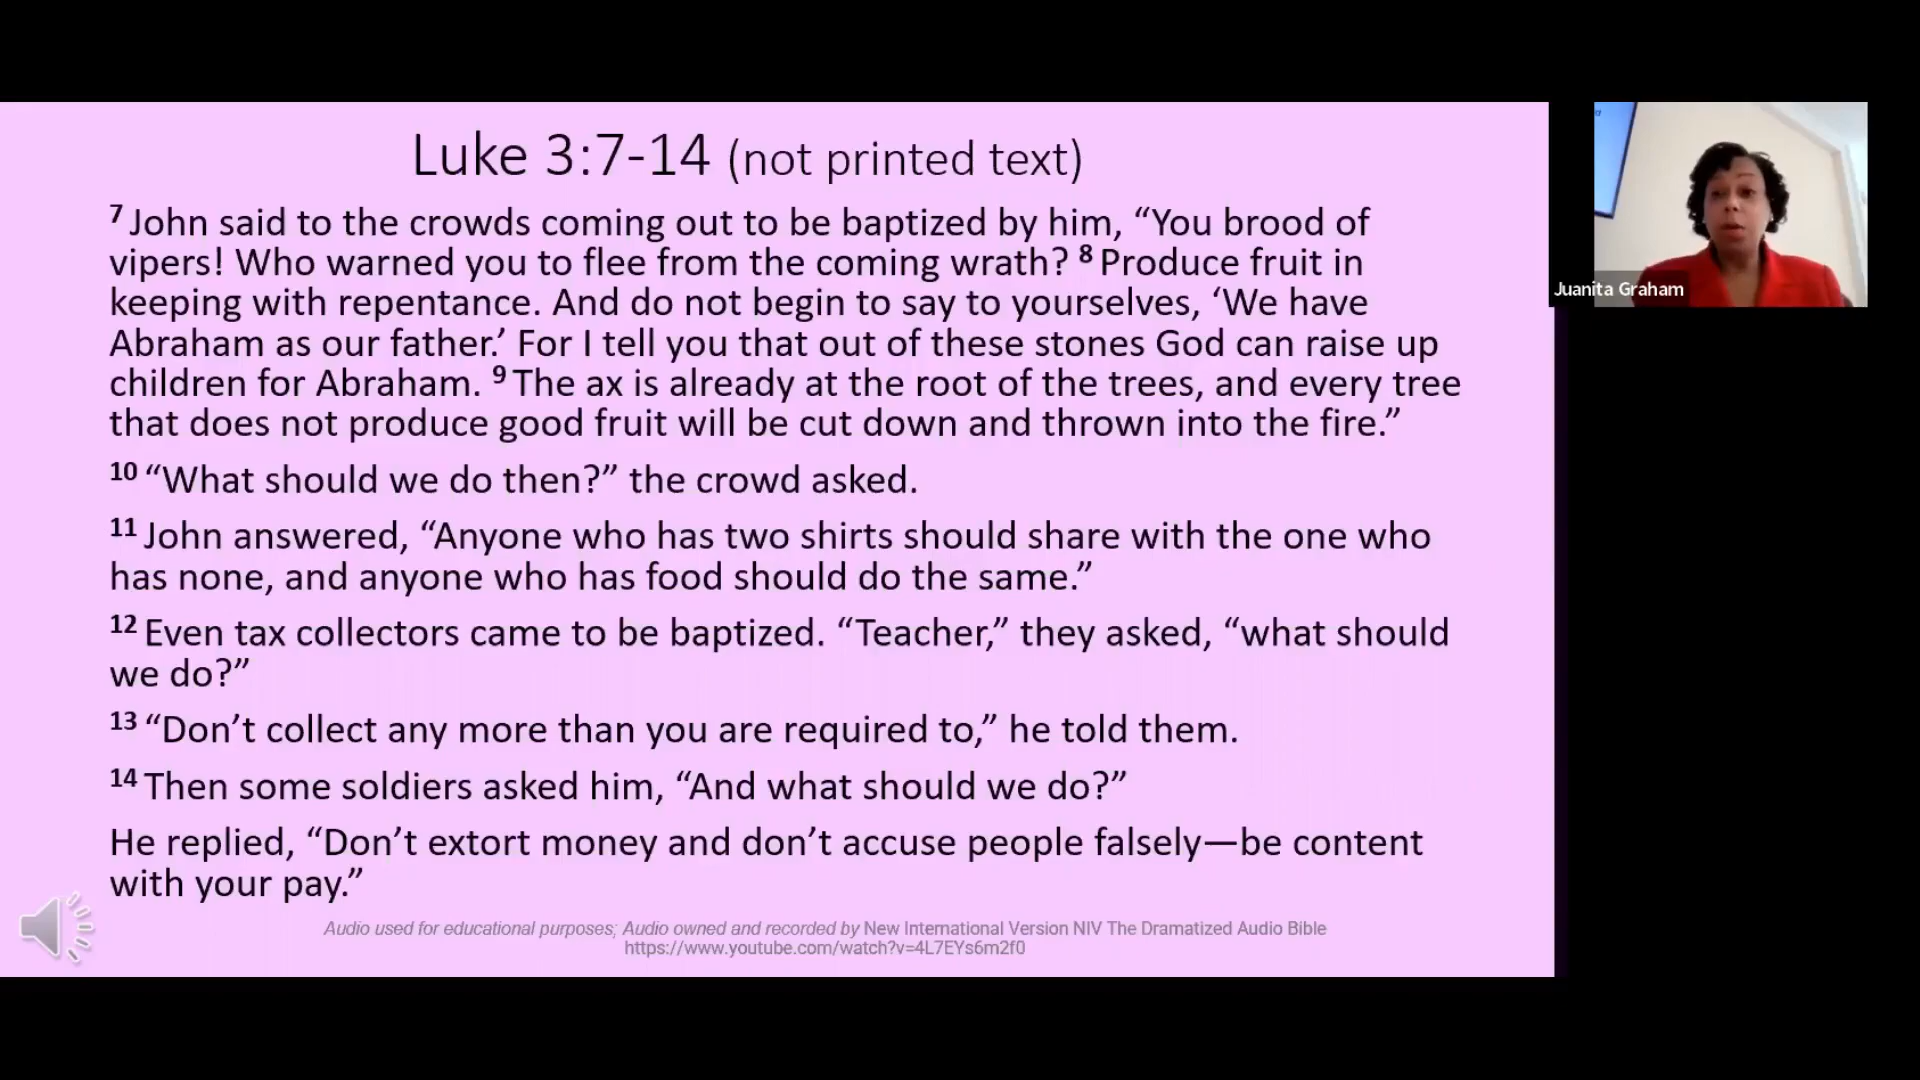 Luke 3:7-14 (not printed text)
7 John said to the crowds coming out to be baptized by him, “You brood of
vipers! Who warned you to flee from the coming wrath? 8 Produce fruit in
keeping with repentance. And do not begin to say to yourselves, ‘We have
Abraham as our father.’ For I tell you that out of these stones God can raise up
children for Abraham. 9 The ax is already at the root of the trees, and every tree
that does not produce good fruit will be cut down and thrown into the fire.”
10 “What should we do then?” the crowd asked.
11 John answered, “Anyone who has two shirts should share with the one who
has none, and anyone who has food should do the same.”
12 Even tax collectors came to be baptized. “Teacher,” they asked, “what should
we do?”
13 “Don’t collect any more than you are required to,” he told them.
14 Then some soldiers asked him, “And what should we do?”
He replied, “Don’t extort money and don’t accuse people falsely—be content
with your pay.”
Audio used for educational purposes; Audio owned and recorded by New International Version NIV The Dramatized Audio Bible
https://www.youtube.com/watch?v=4L7EYs6m2f0
Juanita Graham